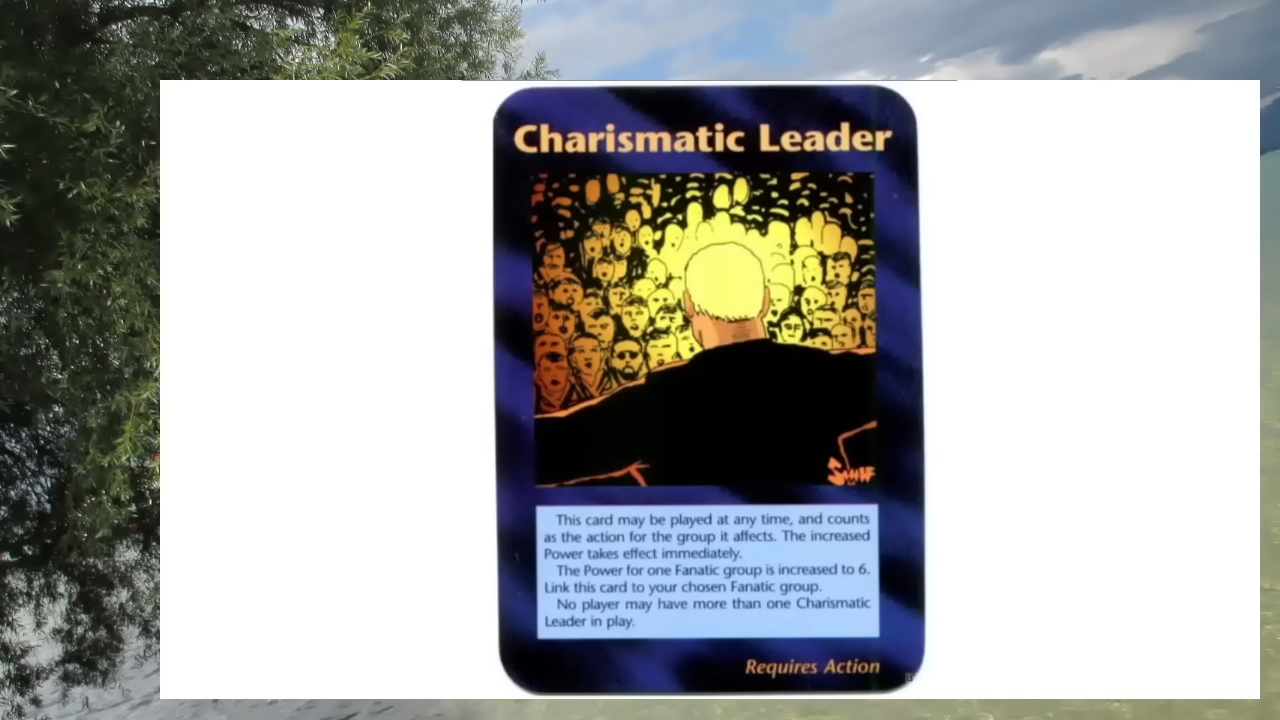 Charismatic Leader
This card may be played at any time, and counts
as the action for the group it affects. The increased
Power takes effect immediately.
The Power for one Fanatic group is increased to 6.
Link this card to your chosen Fanatic group.
No player may have more than one Charismatic
Leader in play.
Requires Action